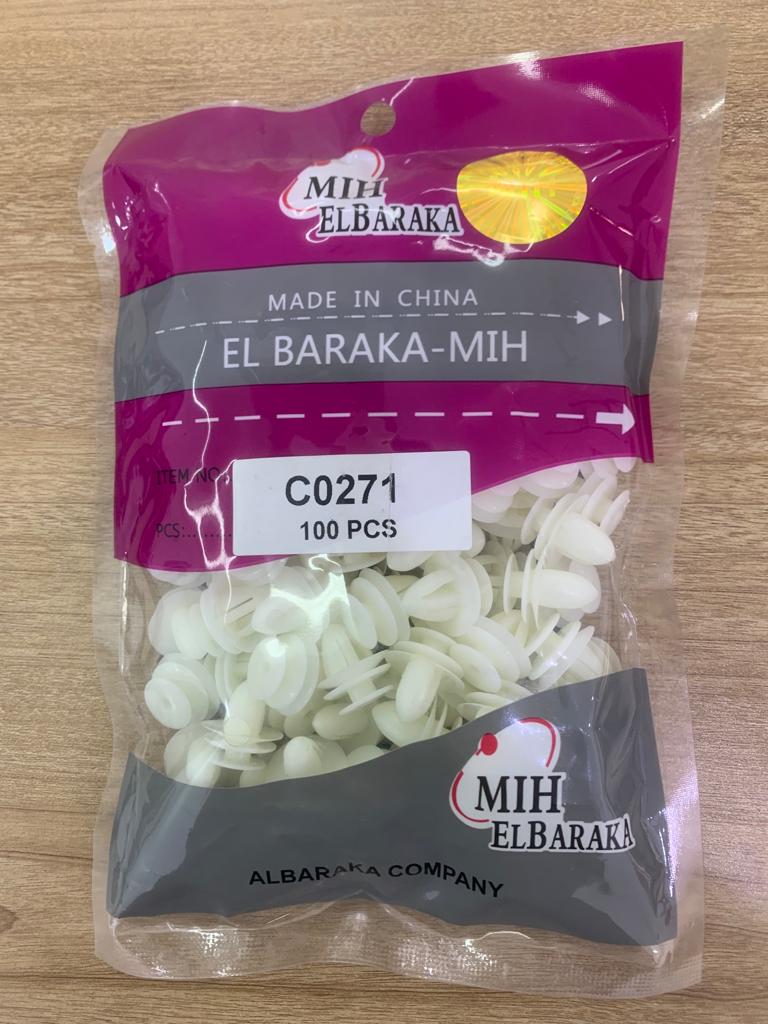 MIH
ELBARAKA
MADE IN CHINA
EL BARAKA-MIH
ITEM NO
C0271
PCS:........
100 PCS
MIH
ELBARAKA
ALBARAKA COMPANY